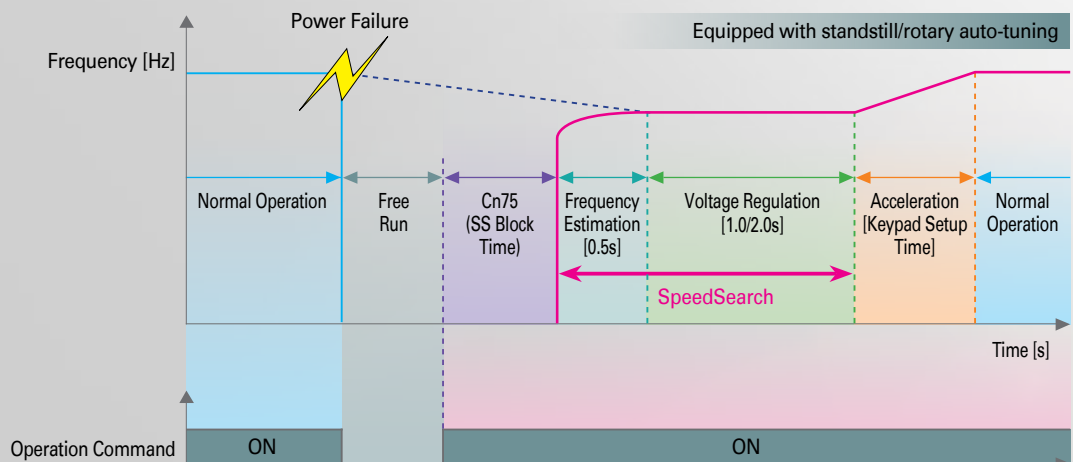 Power Failure
Equipped with standstill/rotary auto-tuning
Frequency [Hz]
Normal Operation
Free
Run
Cn75
(SS Block
Time)
Frequency
Estimation
[0.5s]
Voltage Regulation
[1.0/2.0s]
Acceleration
[Keypad Setup
Time]
Normal
Operation
SpeedSearch
Time [s]
Operation Command
ON
ON